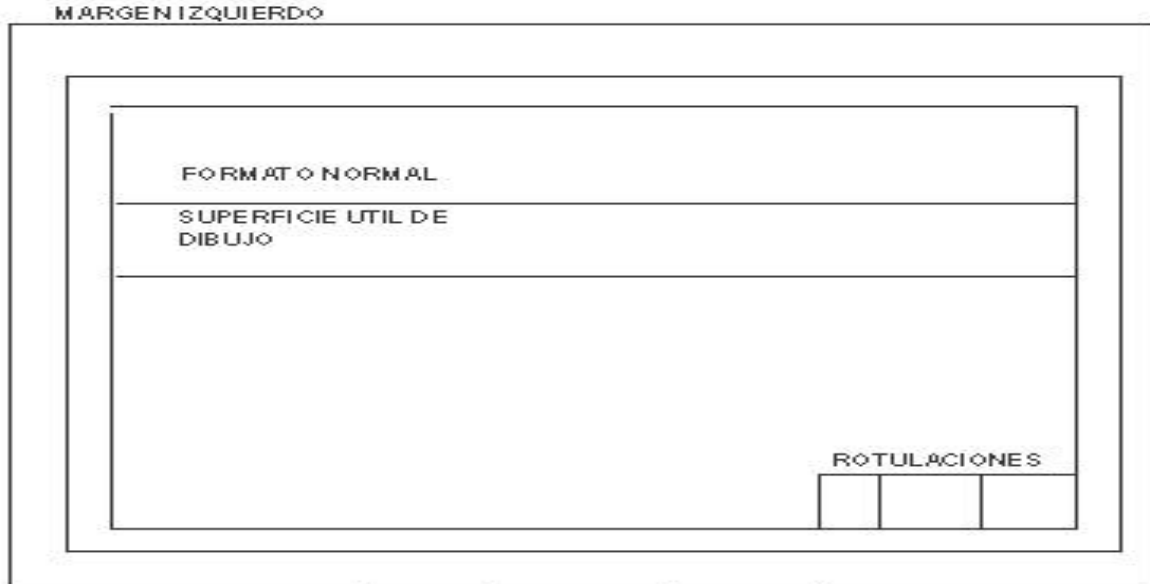 MARGEN IZQUIERDO
FORMATO NORMAL
SUPERFICIE UTIL DE
DIBUJO
ROTULACIONES